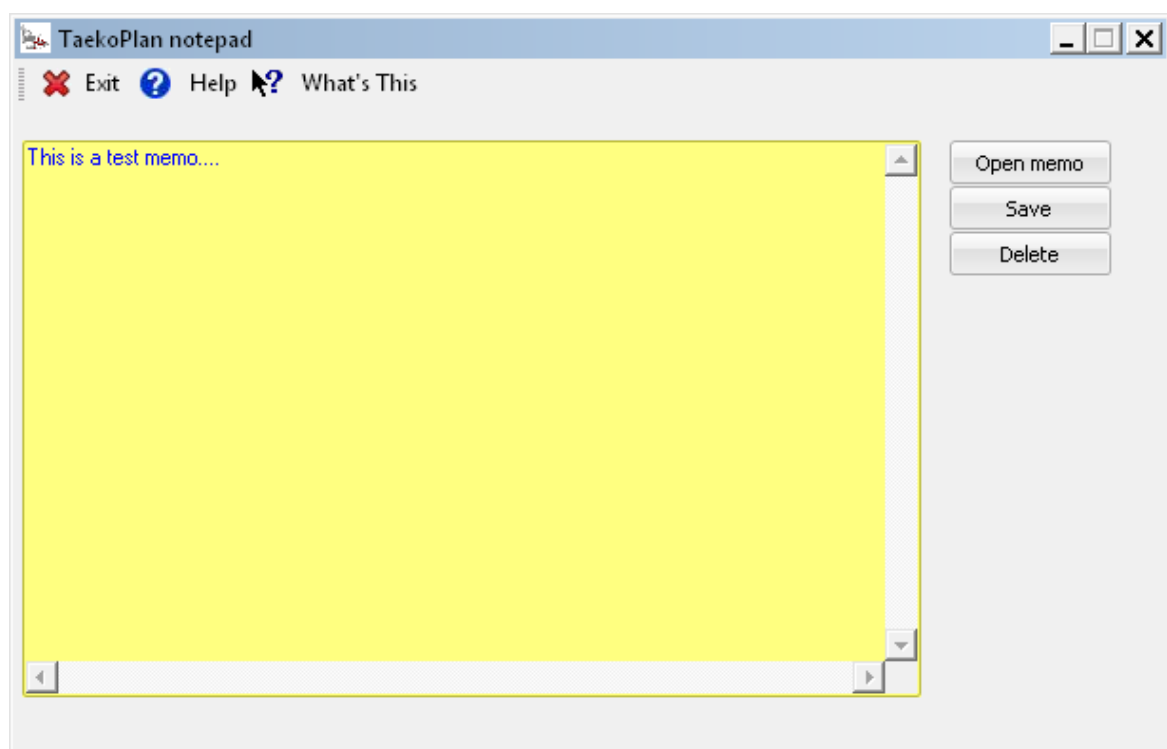 TaekoPlan notepad
Exit Help What's This
This is a test memo....
Open memo
Save
Delete